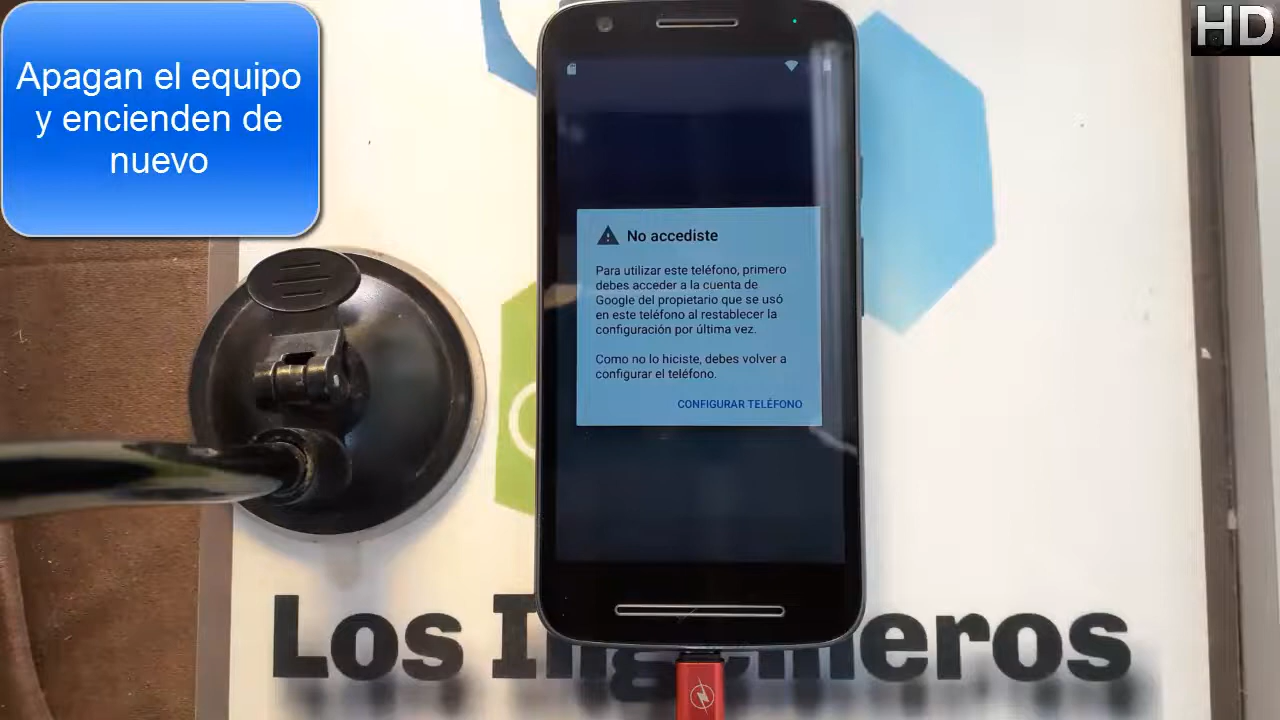 Apagan el equipo
y encienden de
nuevo
HD
No accediste
Para utilizar este teléfono, primero
debes acceder a la cuenta de
Google del propietario que se usó
en este teléfono al restablecer la
configuración por última vez.
Como no lo hiciste, debes volver a
configurar el teléfono.
CONFIGURAR TELÉFONO
Los Ingenieros